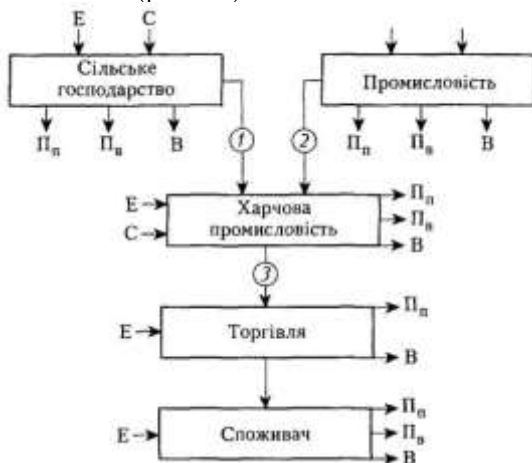 Е С
Сільське
господарство
Промисловість
Пп Пв В
Пп Пв В
1 2
Е
С
Харчова
промисловість
Пп
Пв
В
3
Е
Торгівля
Пп
В
Е
Споживач
Пп
Пв
В